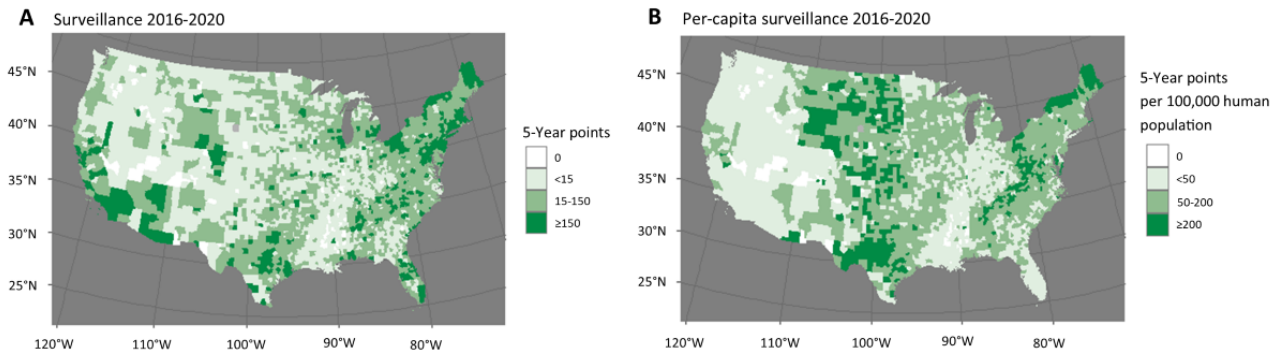 A Surveillance 2016-2020
45°N
40°N
35°N
30°N
25°N
120°W
110°W
100°W
90°W
80°W
5-Year points
0
<15
15-150
≥150
B Per-capita surveillance 2016-2020
45°N
40°N
35°N
30°N
25°N
120°W
110°W
100°W
90°W
80°W
5-Year points
per 100,000 human
population
0
<50
50-200
≥200